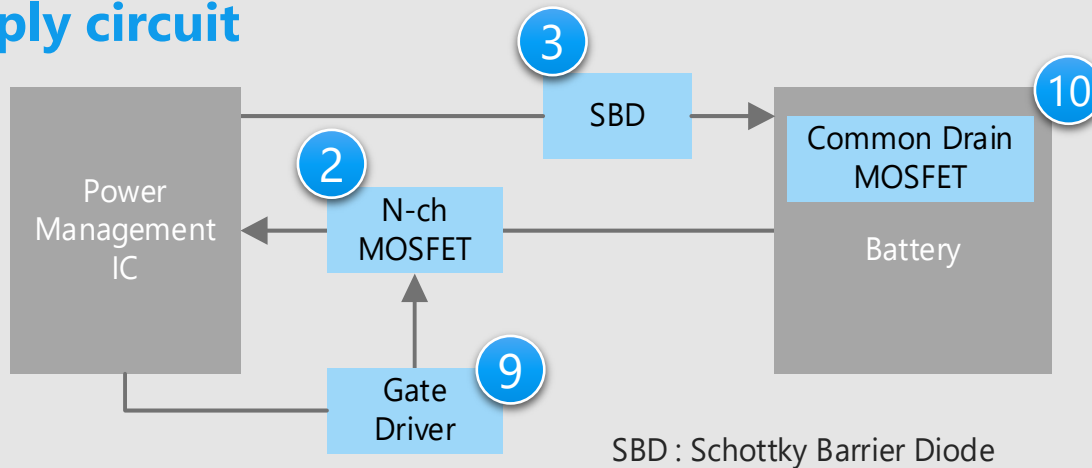 ply circuit
3
SBD
10
Common Drain
MOSFET
2
Power
Management
IC
N-ch
MOSFET
Battery
9
Gate
Driver
SBD : Schottky Barrier Diode